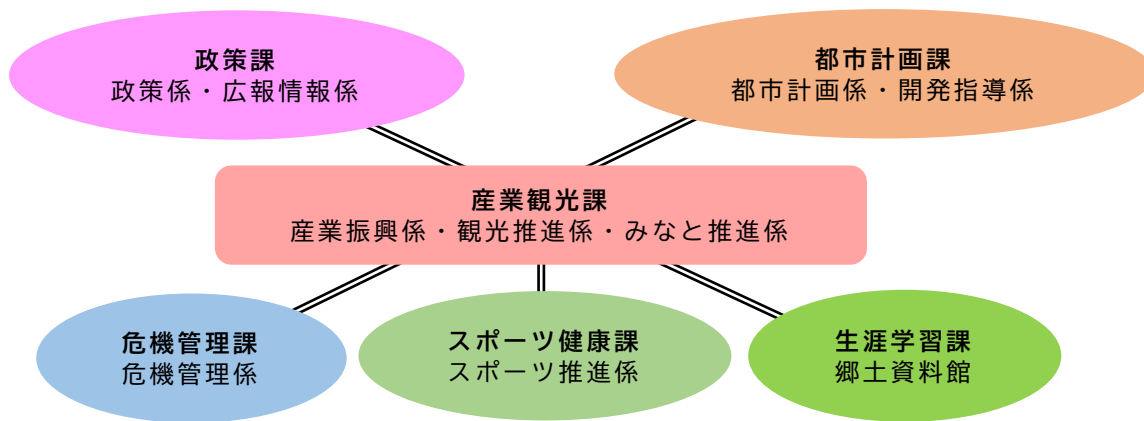 政策課
政策係・広報情報係
都市計画課
都市計画係・開発指導係
産業観光課
産業振興係・観光推進係・みなと推進係
危機管理課
危機管理係
スポーツ健康課
スポーツ推進係
生涯学習課
郷土資料館